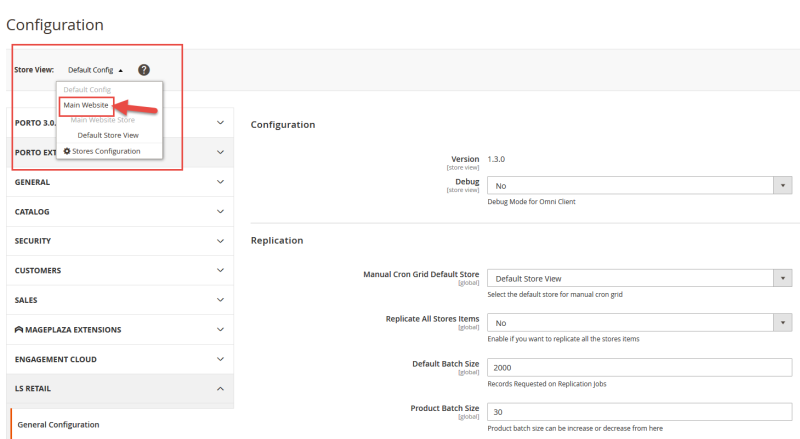 Configuration
Store View: Default Config
Default Config
Main Website
Main Website Store
Default Store View
Stores Configuration
PORTO 3.0.
PORTO EXT
GENERAL
CATALOG
SECURITY
CUSTOMERS
SALES
MAGEPLAZA EXTENSIONS
ENGAGEMENT CLOUD
LS RETAIL
General Configuration
Configuration
Version 1.3.0
[store view]
Debug No
[store view]
Debug Mode for Omni Client
Replication
Manual Cron Grid Default Store Default Store View
[global]
Select the default store for manual cron grid
Replicate All Stores Items No
[global]
Enable if you want to replicate all the stores items
Default Batch Size 2000
[global]
Records Requested on Replication Jobs
Product Batch Size 30
[global]
Product batch size can be increase or decrease from here